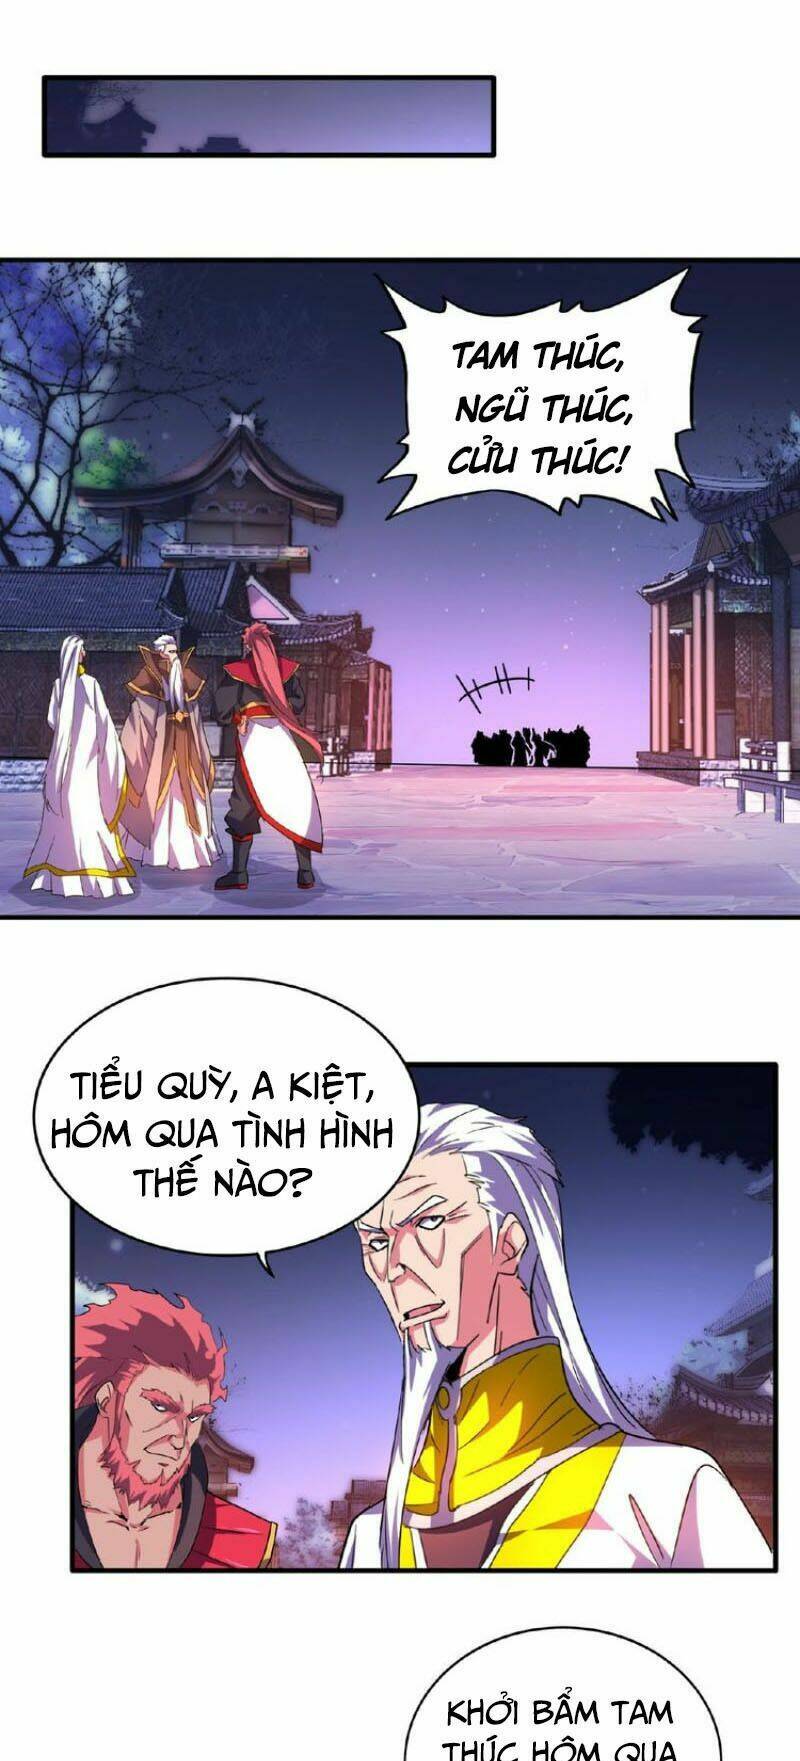 TAM THÚC,
NGŨ THÚC,
CỬU THÚC!
TIỂU QUỲ, A KIỆT,
HÔM QUA TÌNH HÌNH
THẾ NÀO?
KHỞI BẨM TAM
THÚC HÔM QUA